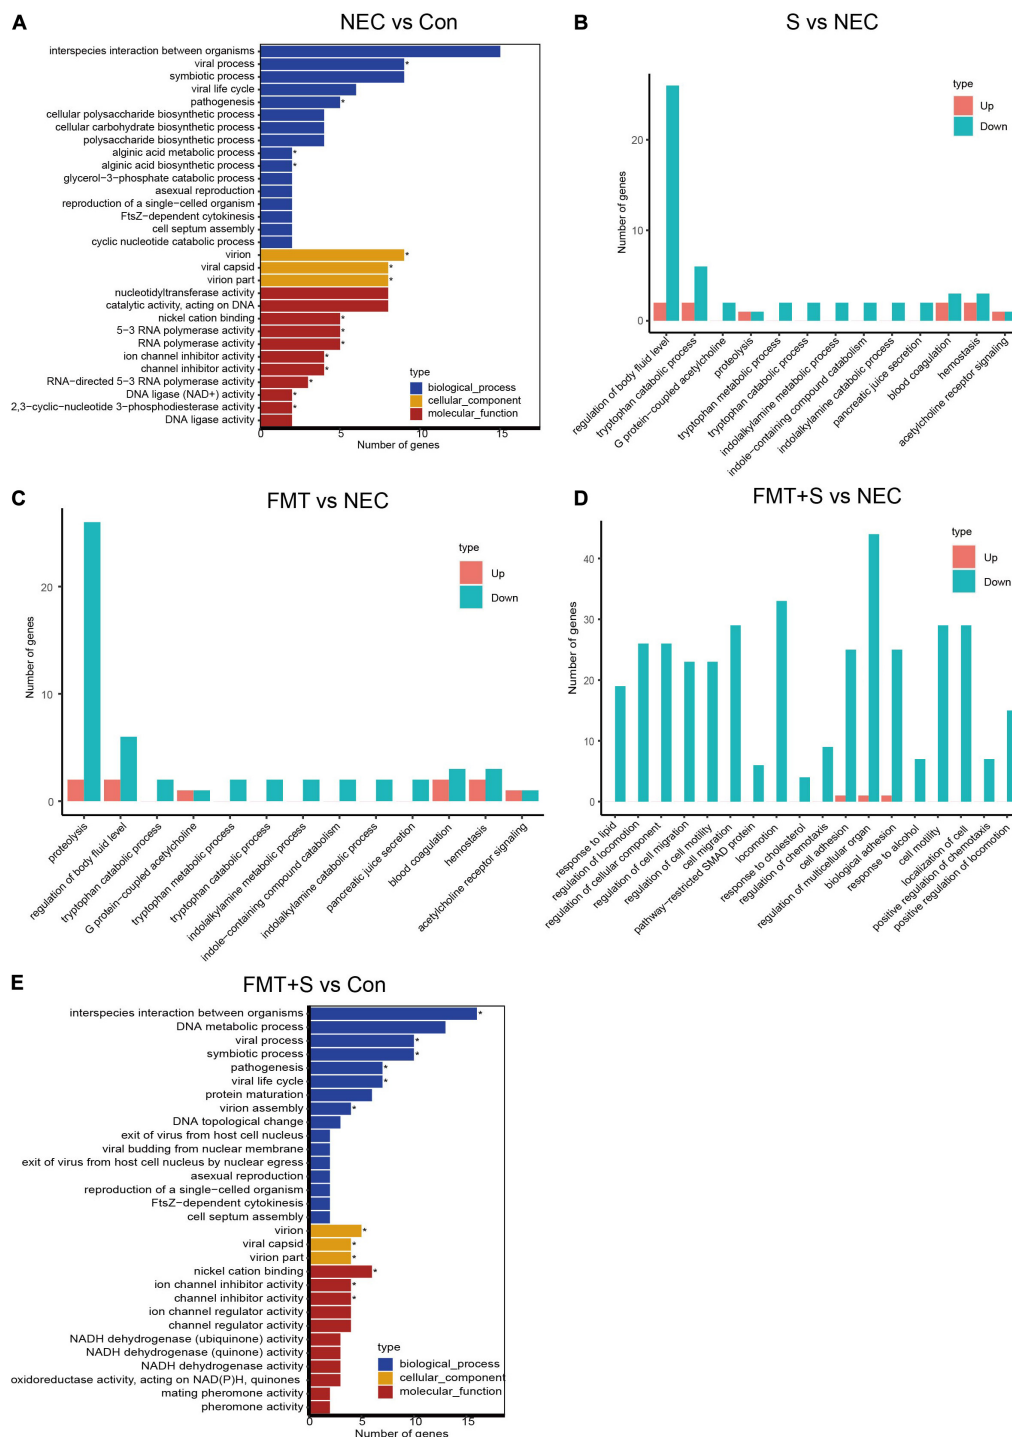 A
NEC vs Con
interspecies interaction between organisms
viral process *
symbiotic process
viral life cycle
pathogenesis *
cellular polysaccharide biosynthetic process
cellular carbohydrate biosynthetic process
polysaccharide biosynthetic process
alginic acid metabolic process *
alginic acid biosynthetic process *
glycerol−3−phosphate catabolic process
asexual reproduction
reproduction of a single−celled organism
FtsZ−dependent cytokinesis
cell septum assembly
cyclic nucleotide catabolic process
virion *
viral capsid *
virion part *
nucleotidyltransferase activity
catalytic activity, acting on DNA
nickel cation binding *
5−3 RNA polymerase activity *
RNA polymerase activity *
ion channel inhibitor activity *
channel inhibitor activity *
RNA−directed 5−3 RNA polymerase activity *
DNA ligase (NAD+) activity *
2,3−cyclic−nucleotide 3−phosphodiesterase activity *
DNA ligase activity
type
biological_process
cellular_component
molecular_function
0 5 10 15
Number of genes
B
S vs NEC
type
Up
Down
Number of genes
20
10
0
regulation of body fluid level
tryptophan catabolic process
G protein−coupled acetylcholine
proteolysis
tryptophan metabolic process
tryptophan catabolic process
indolalkylamine metabolic process
indole−containing compound catabolism
indolalkylamine catabolic process
pancreatic juice secretion
blood coagulation
hemostasis
acetylcholine receptor signaling
C
FMT vs NEC
type
Up
Down
Number of genes
20
10
0
proteolysis
regulation of body fluid level
tryptophan catabolic process
G protein−coupled acetylcholine
tryptophan metabolic process
tryptophan catabolic process
indolalkylamine metabolic process
indole−containing compound catabolism
indolalkylamine catabolic process
pancreatic juice secretion
blood coagulation
hemostasis
acetylcholine receptor signaling
D
FMT+S vs NEC
type
Up
Down
Number of genes
40
30
20
10
0
response to lipid
regulation of locomotion
regulation of cellular component
regulation of cell migration
regulation of cell motility
cell migration
pathway−restricted SMAD protein
locomotion
response to cholesterol
regulation of chemotaxis
cell adhesion
regulation of multicellular organ
biological adhesion
response to alcohol
cell motility
localization of cell
positive regulation of chemotaxis
positive regulation of locomotion
E
FMT+S vs Con
interspecies interaction between organisms *
DNA metabolic process
viral process *
symbiotic process *
pathogenesis *
viral life cycle *
protein maturation
virion assembly *
DNA topological change
exit of virus from host cell nucleus
viral budding from nuclear membrane
exit of virus from host cell nucleus by nuclear egress
asexual reproduction
reproduction of a single−celled organism
FtsZ−dependent cytokinesis
cell septum assembly
virion *
viral capsid *
virion part *
nickel cation binding *
ion channel inhibitor activity *
channel inhibitor activity *
ion channel regulator activity
channel regulator activity
NADH dehydrogenase (ubiquinone) activity
NADH dehydrogenase (quinone) activity
NADH dehydrogenase activity
oxidoreductase activity, acting on NAD(P)H, quinones
mating pheromone activity
pheromone activity
type
biological_process
cellular_component
molecular_function
0 5 10 15
Number of genes